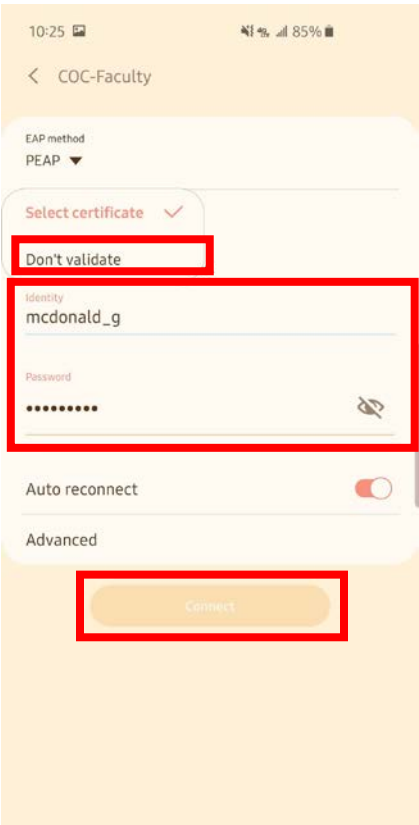 10:25 85%
COC-Faculty
EAP method
PEAP
Select certificate
Don't validate
Identity
mcdonald_g
Password
•••••••••
Auto reconnect
Advanced
Connect